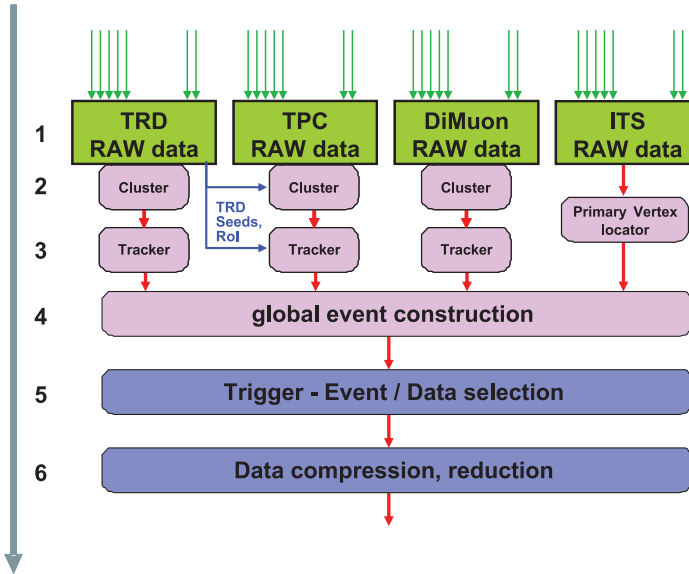 1
TRD
RAW data
TPC
RAW data
DiMuon
RAW data
ITS
RAW data
2
Cluster
Cluster
Cluster
TRD
Seeds,
RoI
Primary Vertex
locator
3
Tracker
Tracker
Tracker
4
global event construction
5
Trigger - Event / Data selection
6
Data compression, reduction